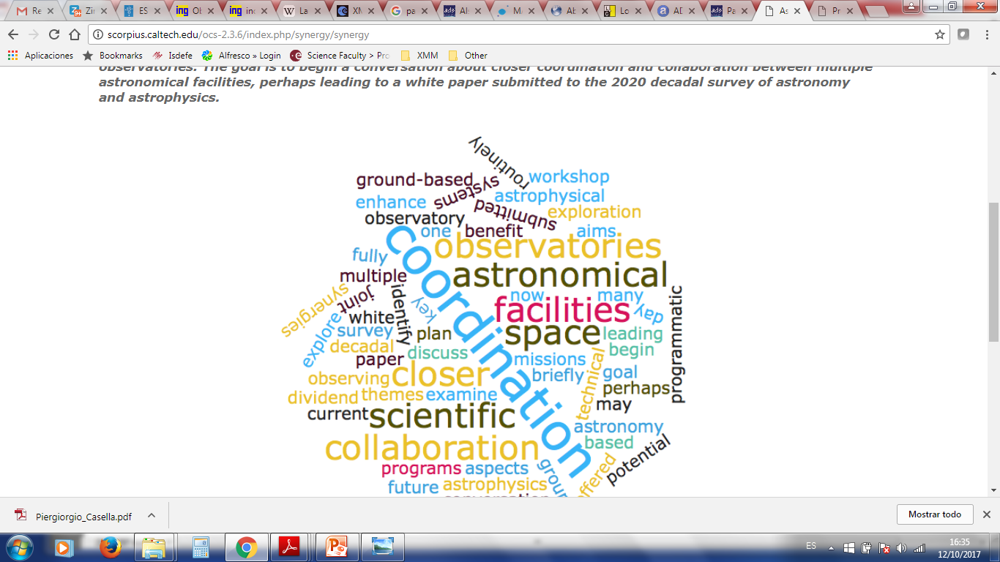 Re
Zir
ES
ing Ol
ing inc
W La
XM
G pa
ads Al
M
Ab
Lo
a AD
ads Pa
As
Pr
scorpius.caltech.edu/ocs-2.3.6/index.php/synergy/synergy
Aplicaciones Bookmarks Isdefe Alfresco » Login Science Faculty > Pro XMM Other
observatories. The goal is to begin a conversation about closer coordination and collaboration between multiple
astronomical facilities, perhaps leading to a white paper submitted to the 2020 decadal survey of astronomy
and astrophysics.
routinely
ground-based
systems
workshop
enhance
astrophysical
submitted
exploration
observatory
one
benefit
aims
coordination
observatories
fully
astronomical
multiple
synergies
joint
identify
key
now
many
facilities
day
programmatic
white
explore
survey
plan
space
leading
decadal
discuss
begin
paper
missions
technical
observing
closer
briefly
goal
perhaps
dividend
themes
examine
may
current
scientific
astronomy
based
collaboration
potential
offered
programs
aspects
groun
future
astrophysics
conversation
Piergiorgio_Casella.pdf
Mostrar todo
ES
16:35
12/10/2017